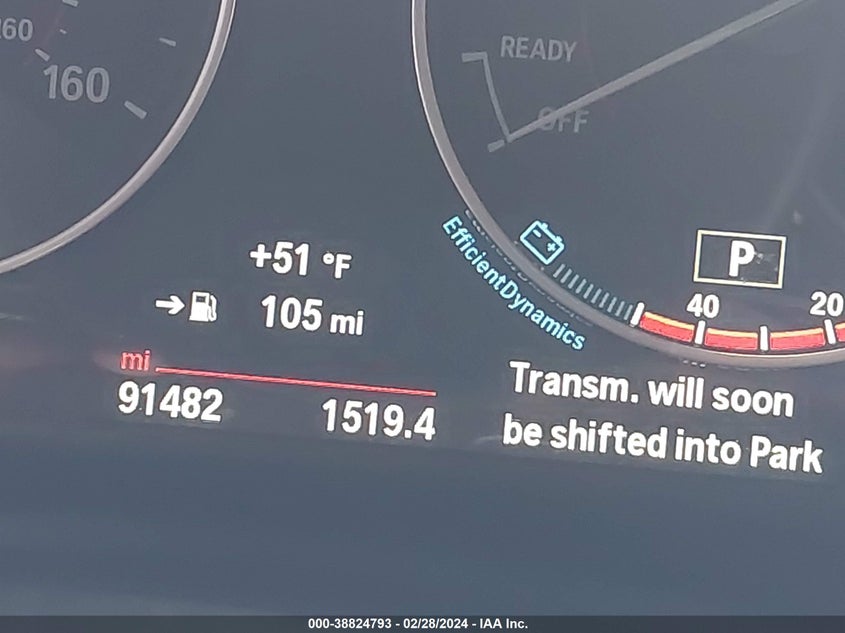 260
160
READY
OFF
EfficientDynamics
P
40
20
+51 °F
105 mi
mi
91482
1519.4
Transm. will soon
be shifted into Park
000-38824793 - 02/28/2024 - IAA Inc.